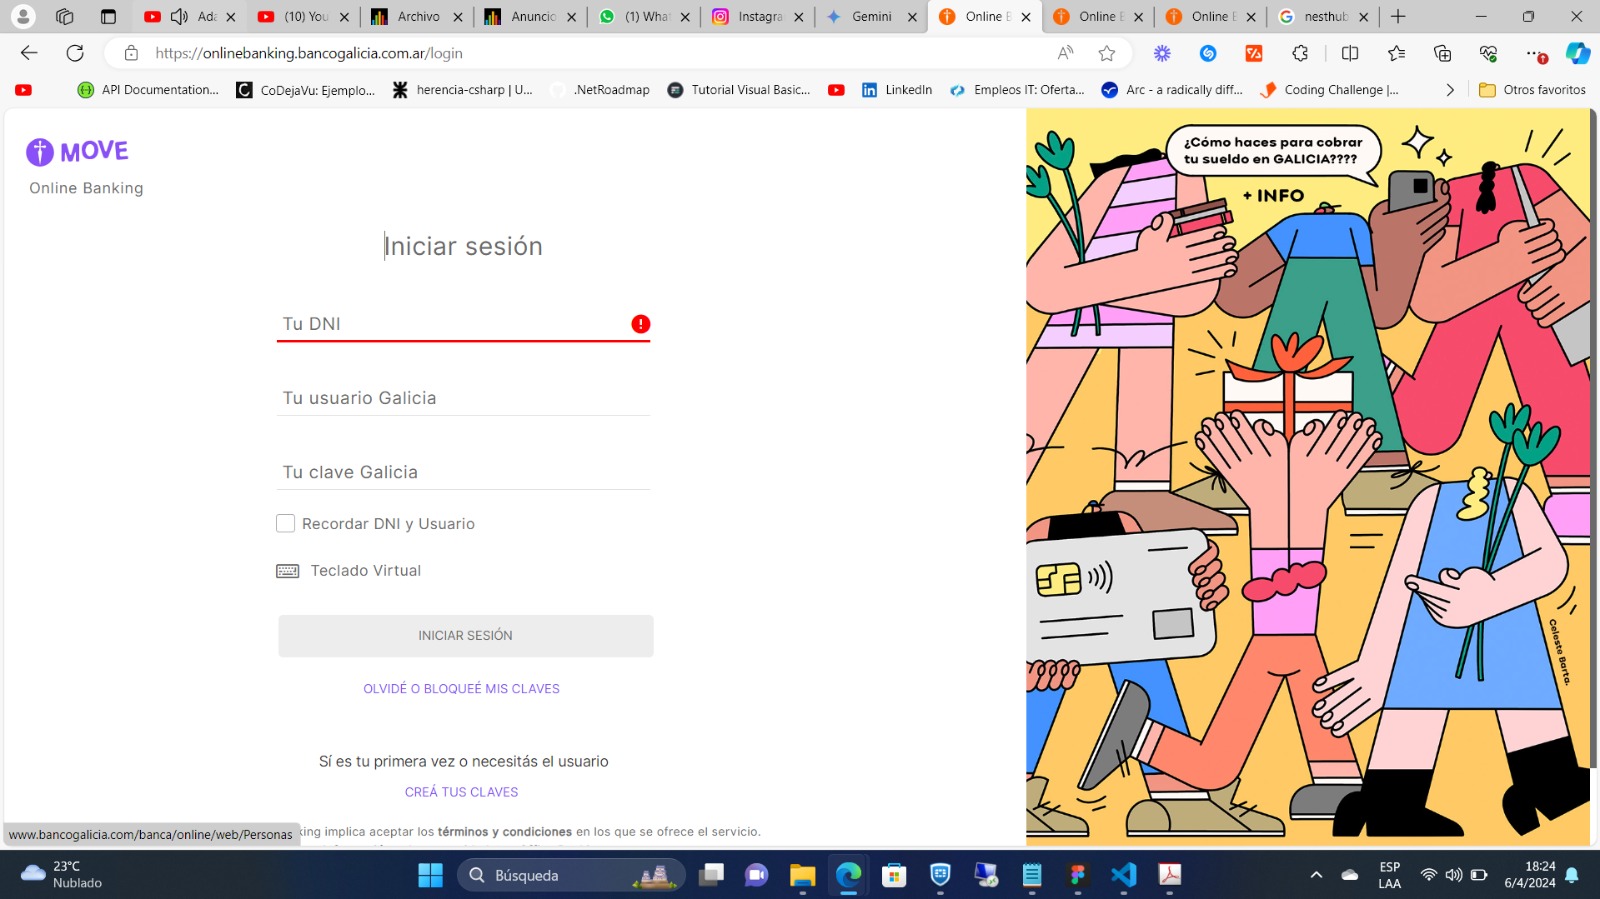 Ada
(10) You
Archivo
Anuncio
(1) What
Instagra
Gemini
Online B
Online E
Online E
nesthub
https://onlinebanking.bancogalicia.com.ar/login
API Documentation...
CoDejaVu: Ejemplo...
herencia-csharp | U...
.NetRoadmap
Tutorial Visual Basic...
LinkedIn
Empleos IT: Oferta...
Arc - a radically diff...
Coding Challenge |...
Otros favoritos
MOVE
Online Banking
Iniciar sesión
Tu DNI
Tu usuario Galicia
Tu clave Galicia
Recordar DNI y Usuario
Teclado Virtual
INICIAR SESIÓN
OLVIDÉ O BLOQUEÉ MIS CLAVES
Sí es tu primera vez o necesitás el usuario
CREÁ TUS CLAVES
king implica aceptar los términos y condiciones en los que se ofrece el servicio.
www.bancogalicia.com/banca/online/web/Personas
¿Cómo haces para cobrar
tu sueldo en GALICIA????
+ INFO
Celeste Barta.
23°C
Nublado
Búsqueda
ESP
LAA
18:24
6/4/2024